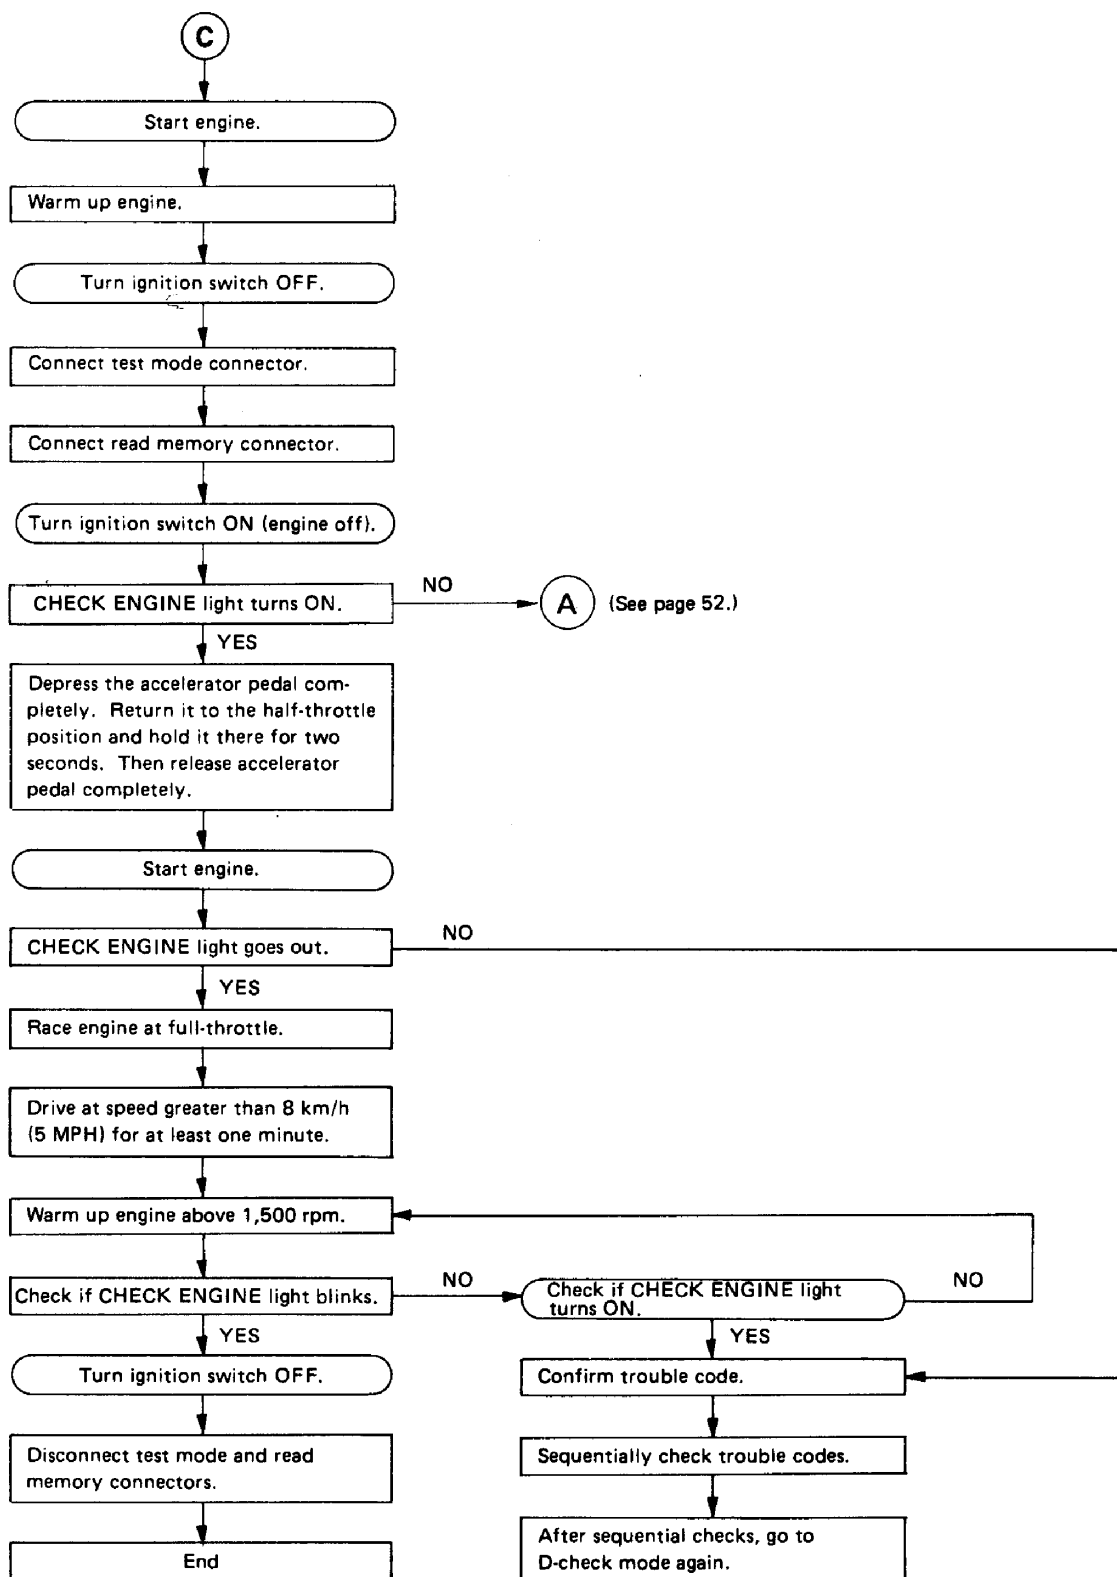 C
Start engine.
Warm up engine.
Turn ignition switch OFF.
Connect test mode connector.
Connect read memory connector.
Turn ignition switch ON (engine off).
CHECK ENGINE light turns ON.
NO
A
(See page 52.)
YES
Depress the accelerator pedal com-
pletely. Return it to the half-throttle
position and hold it there for two
seconds. Then release accelerator
pedal completely.
Start engine.
CHECK ENGINE light goes out.
NO
YES
Race engine at full-throttle.
Drive at speed greater than 8 km/h
(5 MPH) for at least one minute.
Warm up engine above 1,500 rpm.
Check if CHECK ENGINE light blinks.
NO
Check if CHECK ENGINE light
turns ON.
NO
YES
YES
Turn ignition switch OFF.
Confirm trouble code.
Disconnect test mode and read
memory connectors.
Sequentially check trouble codes.
End
After sequential checks, go to
D-check mode again.